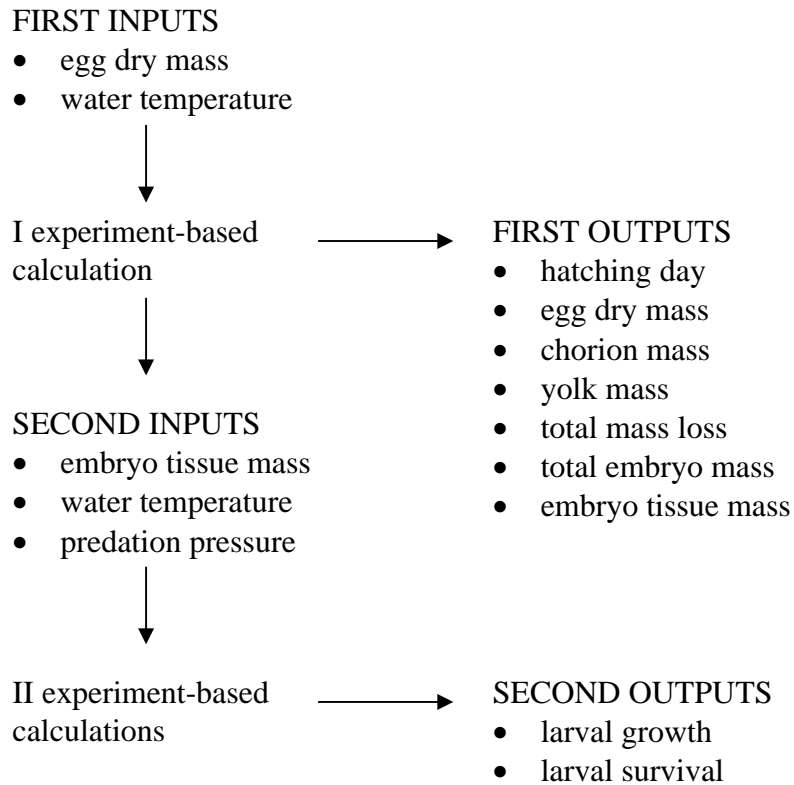 FIRST INPUTS
• egg dry mass
• water temperature
I experiment-based
calculation
FIRST OUTPUTS
• hatching day
• egg dry mass
• chorion mass
• yolk mass
• total mass loss
• total embryo mass
• embryo tissue mass
SECOND INPUTS
• embryo tissue mass
• water temperature
• predation pressure
II experiment-based
calculations
SECOND OUTPUTS
• larval growth
• larval survival